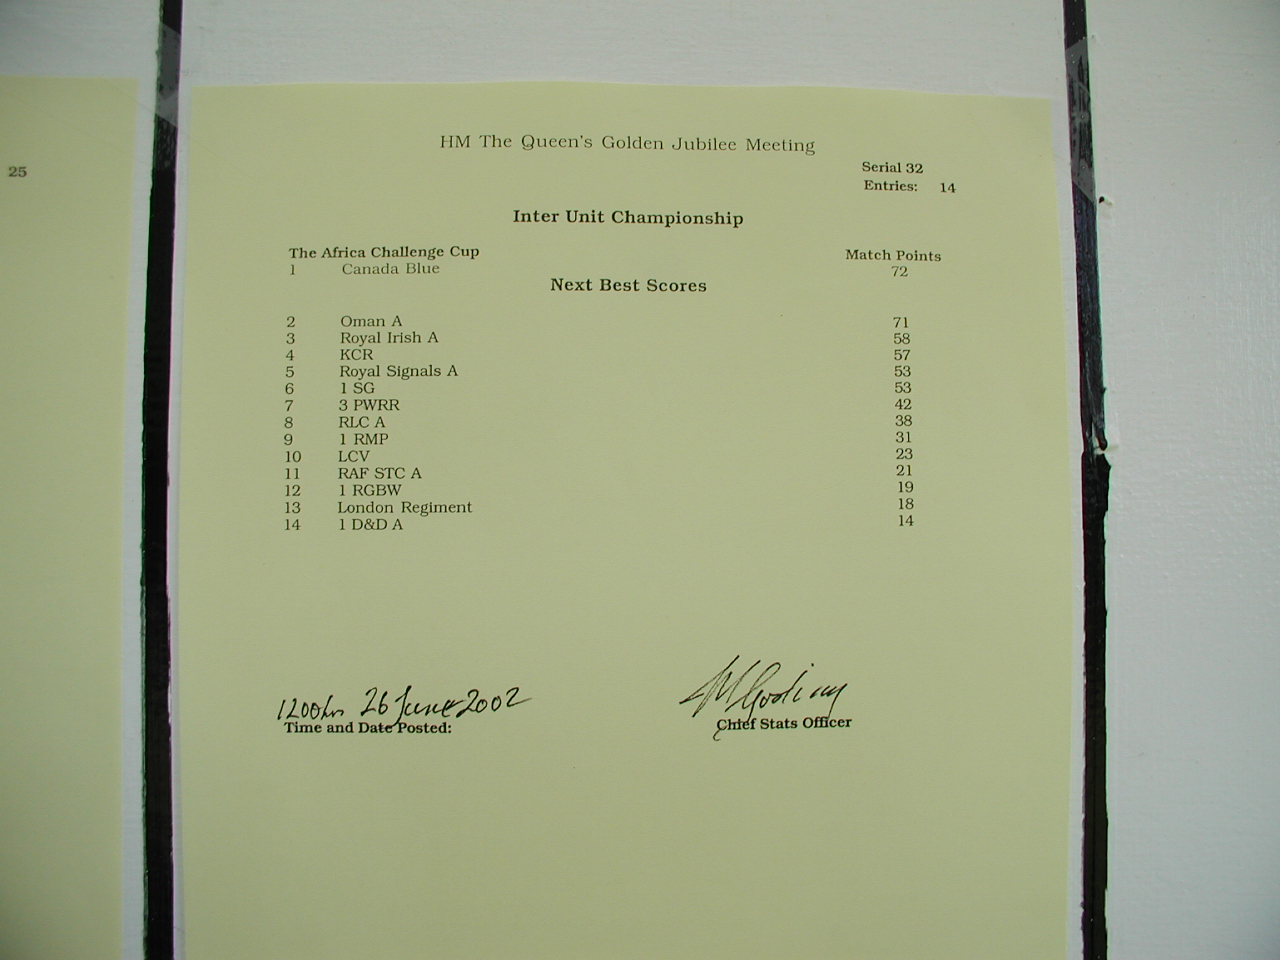 25
HM The Queen's Golden Jubilee Meeting
Serial 32
Entries: 14
Inter Unit Championship
The Africa Challenge Cup Match Points
1 Canada Blue 72
Next Best Scores
2 Oman A 71
3 Royal Irish A 58
4 KCR 57
5 Royal Signals A 53
6 1 SG 53
7 3 PWRR 42
8 RLC A 38
9 1 RMP 31
10 LCV 23
11 RAF STC A 21
12 1 RGBW 19
13 London Regiment 18
14 1 D&D A 14
1200hrs 26 June 2002
Time and Date Posted: Chief Stats Officer